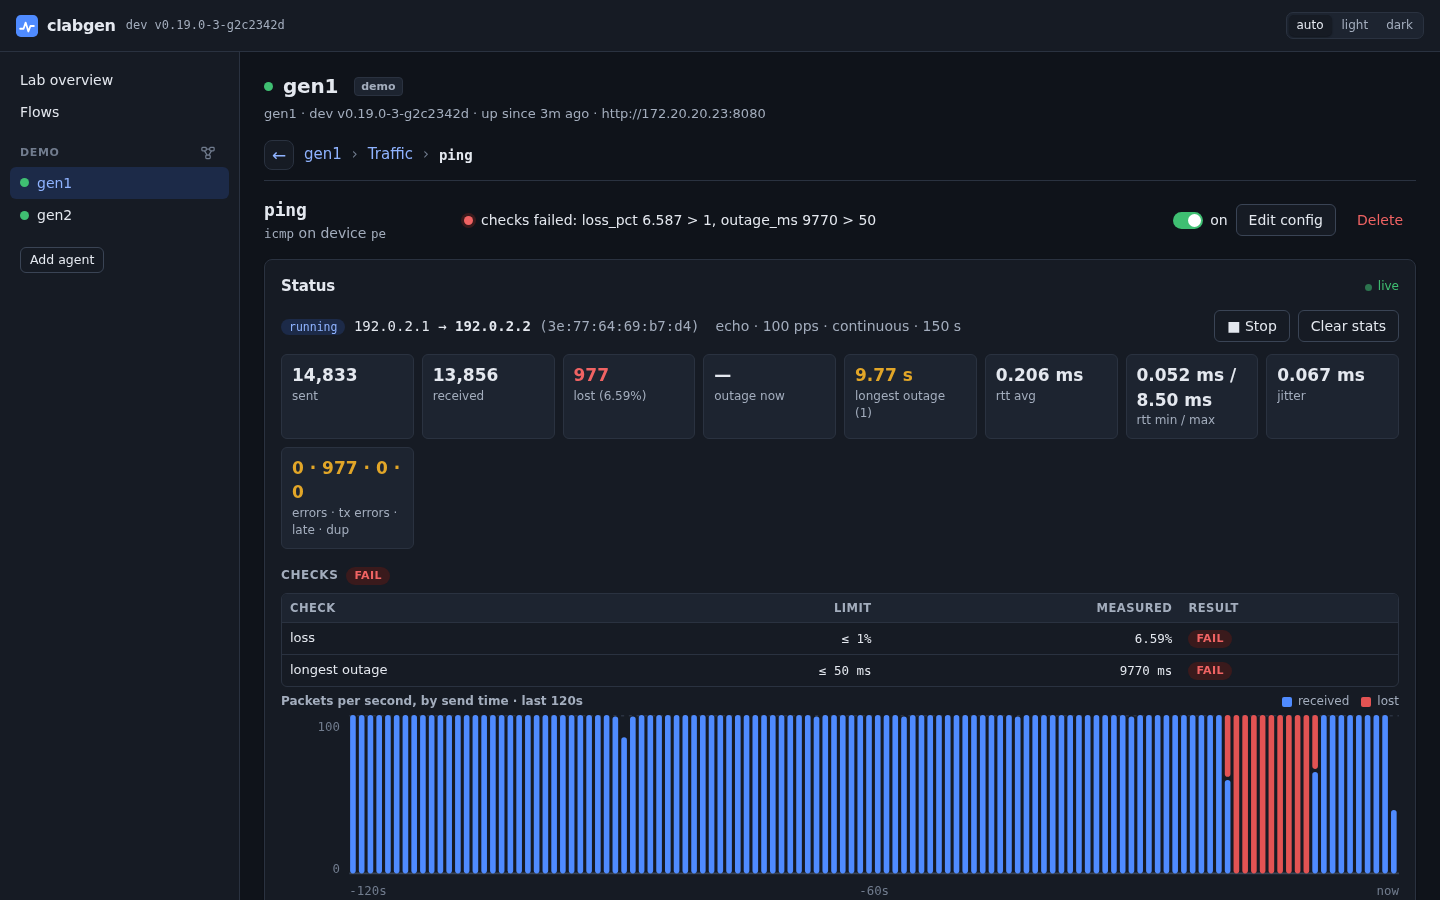 clabgen dev v0.19.0-3-g2c2342d
auto light dark
Lab overview
Flows
DEMO
gen1
gen2
Add agent
gen1 demo
gen1 · dev v0.19.0-3-g2c2342d · up since 3m ago · http://172.20.20.23:8080
← gen1 › Traffic › ping
ping
icmp on device pe
checks failed: loss_pct 6.587 > 1, outage_ms 9770 > 50
on Edit config Delete
Status
live
running 192.0.2.1 → 192.0.2.2 (3e:77:64:69:b7:d4) echo · 100 pps · continuous · 150 s
■ Stop Clear stats
14,833
sent
13,856
received
977
lost (6.59%)
—
outage now
9.77 s
longest outage
(1)
0.206 ms
rtt avg
0.052 ms /
8.50 ms
rtt min / max
0.067 ms
jitter
0 · 977 · 0 ·
0
errors · tx errors ·
late · dup
CHECKS FAIL
CHECK LIMIT MEASURED RESULT
loss ≤ 1% 6.59% FAIL
longest outage ≤ 50 ms 9770 ms FAIL
Packets per second, by send time · last 120s
received lost
100
0
-120s -60s now